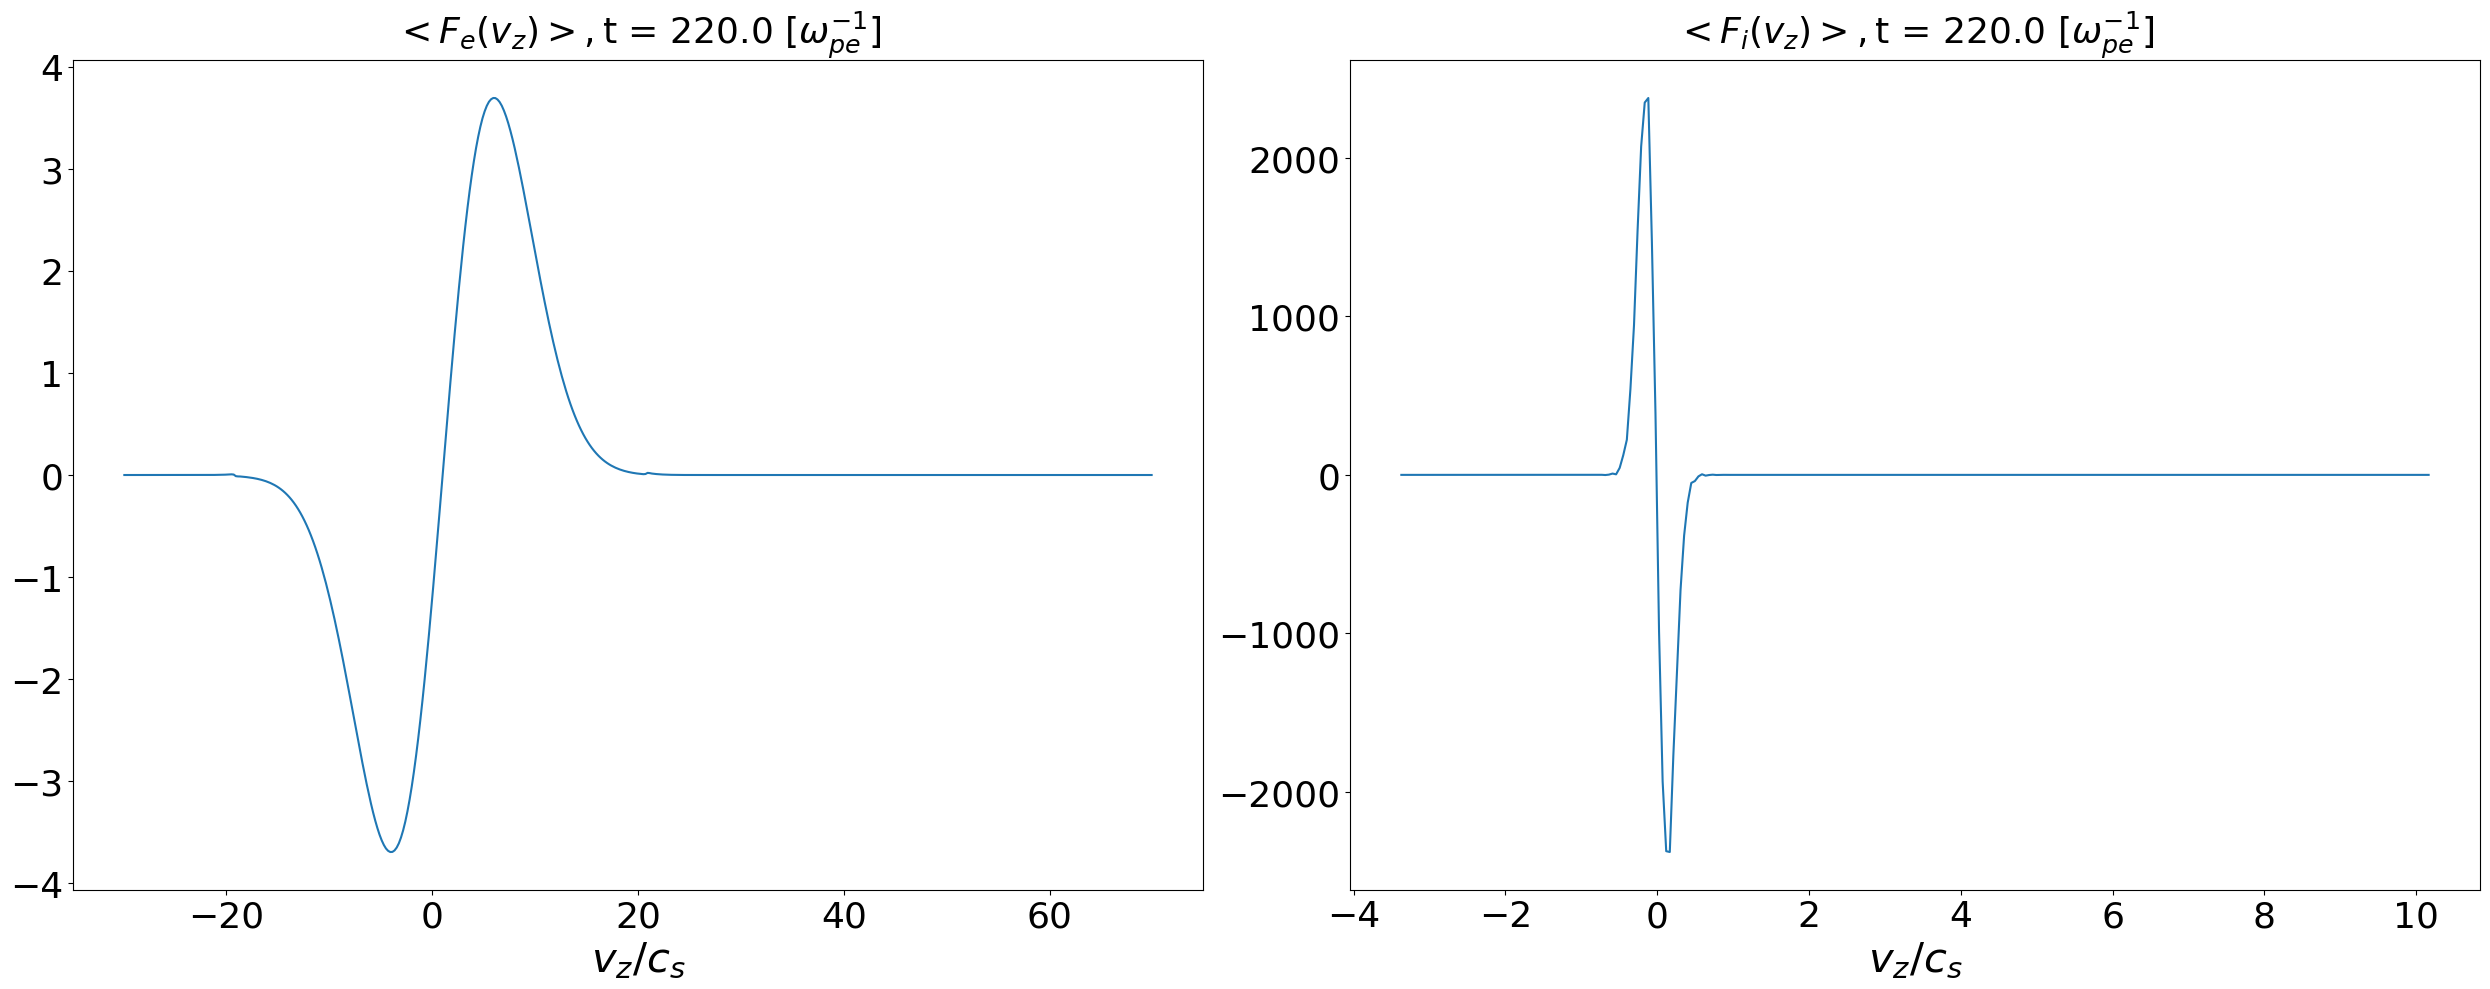 < F_e(v_z) >, t = 220.0 [ω_pe^−1]
4
3
2
1
0
−1
−2
−3
−4
−20 0 20 40 60
v_z/c_s
< F_i(v_z) >, t = 220.0 [ω_pe^−1]
2000
1000
0
−1000
−2000
−4 −2 0 2 4 6 8 10
v_z/c_s